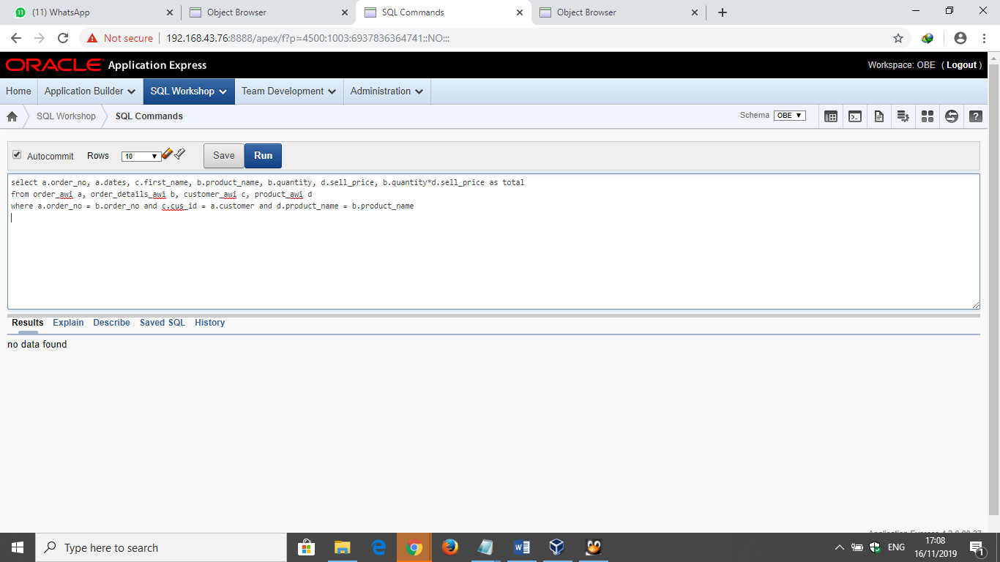 (11) WhatsApp
Object Browser
SQL Commands
Object Browser
Not secure
192.168.43.76:8888/apex/f?p=4500:1003:6937836364741::NO:::
ORACLE Application Express
Workspace: OBE ( Logout )
Home
Application Builder
SQL Workshop
Team Development
Administration
SQL Workshop
SQL Commands
Schema
OBE
?
Autocommit
Rows
10
Save
Run
select a.order_no, a.dates, c.first_name, b.product_name, b.quantity, d.sell_price, b.quantity*d.sell_price as total
from order_awi a, order_details_awi b, customer_awi c, product_awi d
where a.order_no = b.order_no and c.cus_id = a.customer and d.product_name = b.product_name
Results
Explain
Describe
Saved SQL
History
no data found
Application Express
Type here to search
ENG
17:08
16/11/2019
1